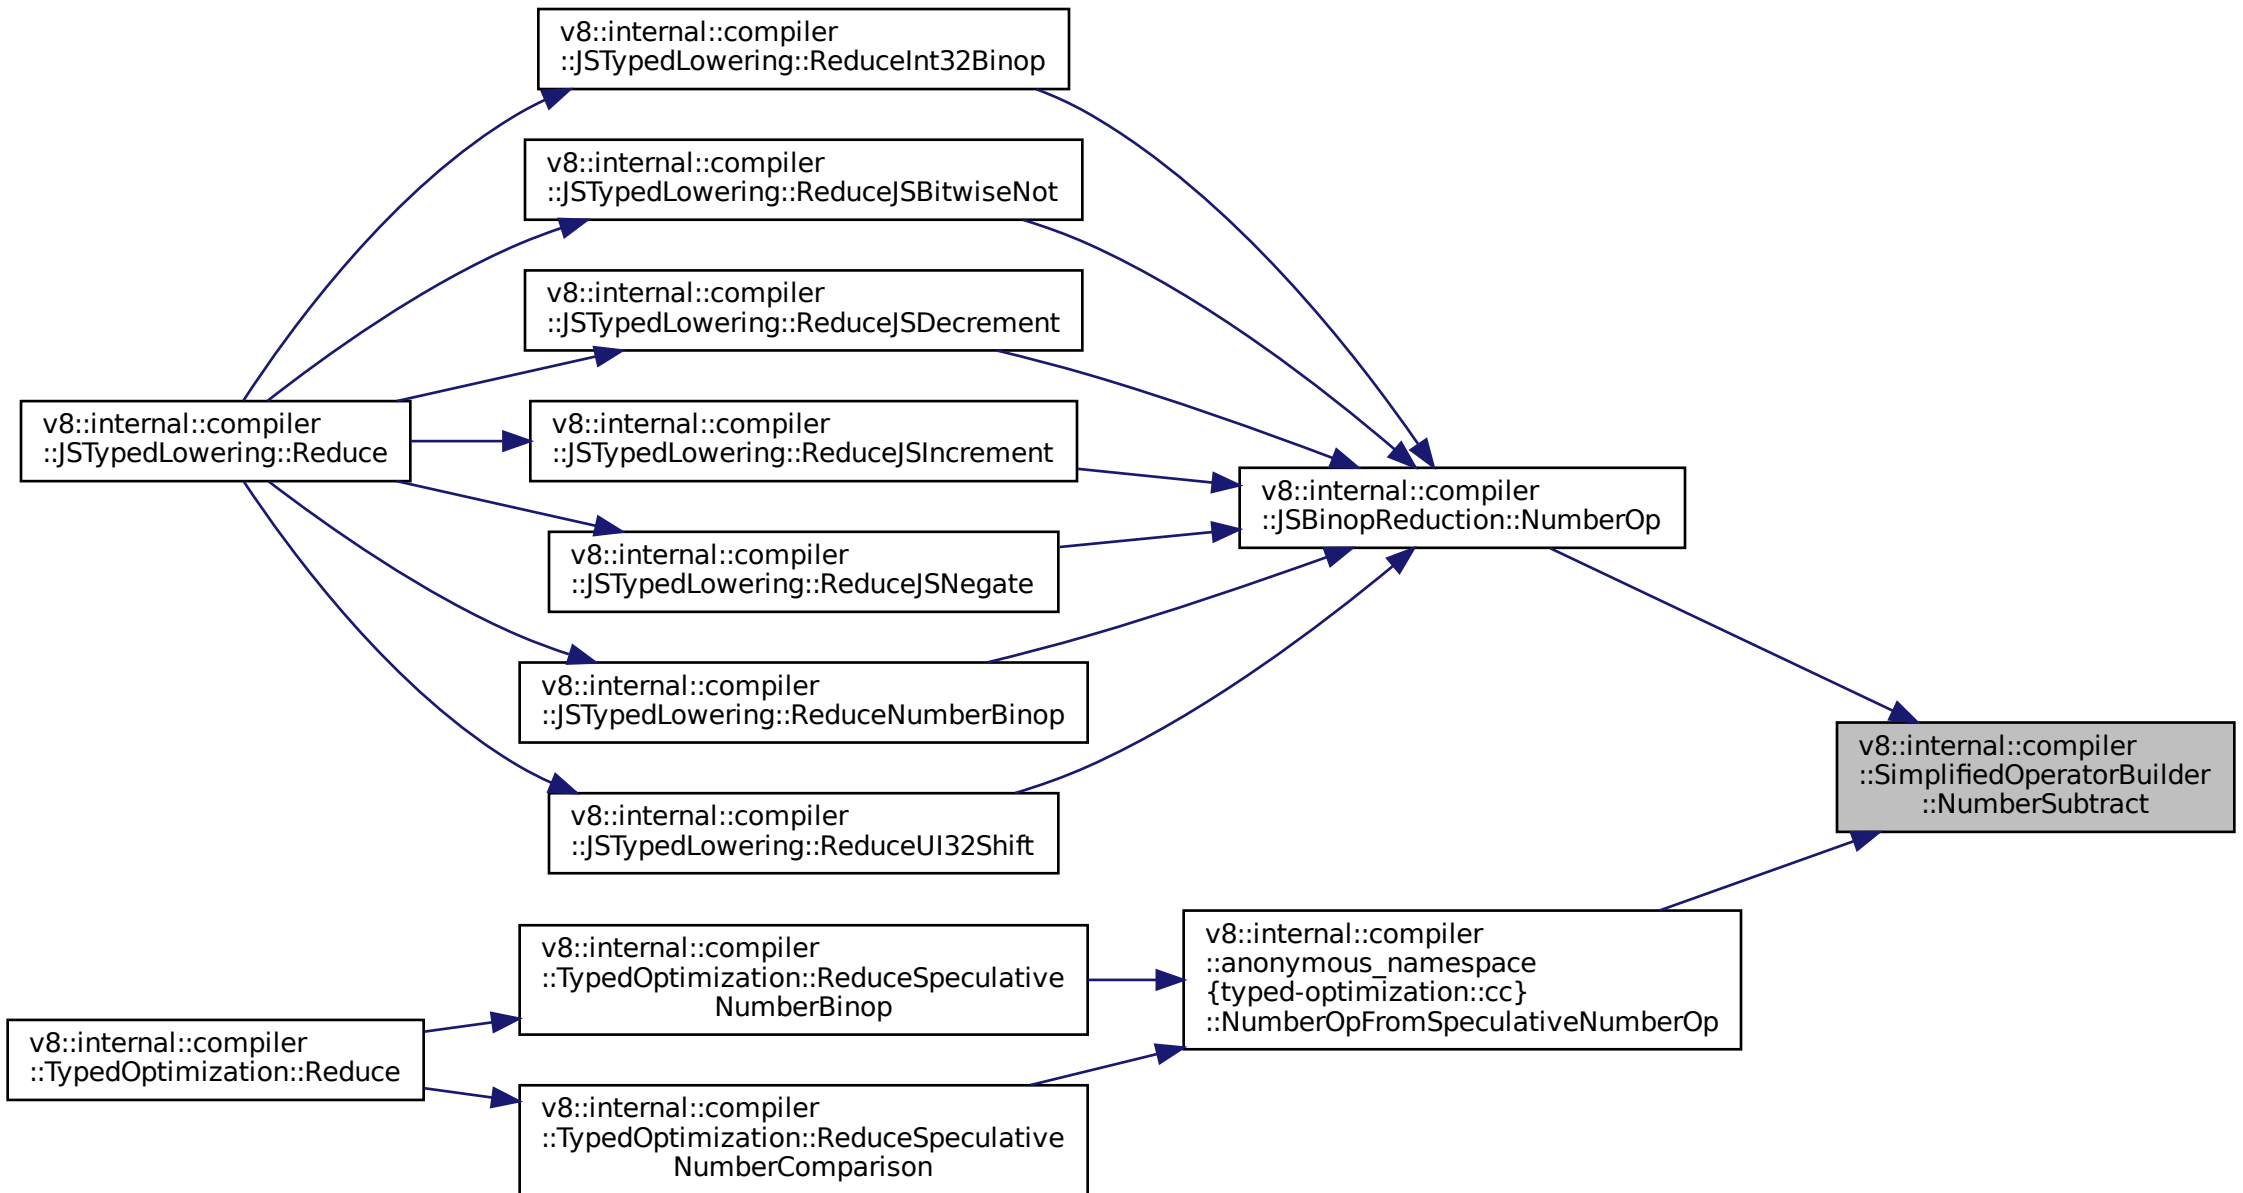 v8::internal::compiler
::JSTypedLowering::ReduceInt32Binop
v8::internal::compiler
::JSTypedLowering::ReduceJSBitwiseNot
v8::internal::compiler
::JSTypedLowering::ReduceJSDecrement
v8::internal::compiler
::JSTypedLowering::Reduce
v8::internal::compiler
::JSTypedLowering::ReduceJSIncrement
v8::internal::compiler
::JSBinopReduction::NumberOp
v8::internal::compiler
::JSTypedLowering::ReduceJSNegate
v8::internal::compiler
::JSTypedLowering::ReduceNumberBinop
v8::internal::compiler
::SimplifiedOperatorBuilder
::NumberSubtract
v8::internal::compiler
::JSTypedLowering::ReduceUI32Shift
v8::internal::compiler
::TypedOptimization::ReduceSpeculative
NumberBinop
v8::internal::compiler
::anonymous_namespace
{typed-optimization::cc}
::NumberOpFromSpeculativeNumberOp
v8::internal::compiler
::TypedOptimization::Reduce
v8::internal::compiler
::TypedOptimization::ReduceSpeculative
NumberComparison